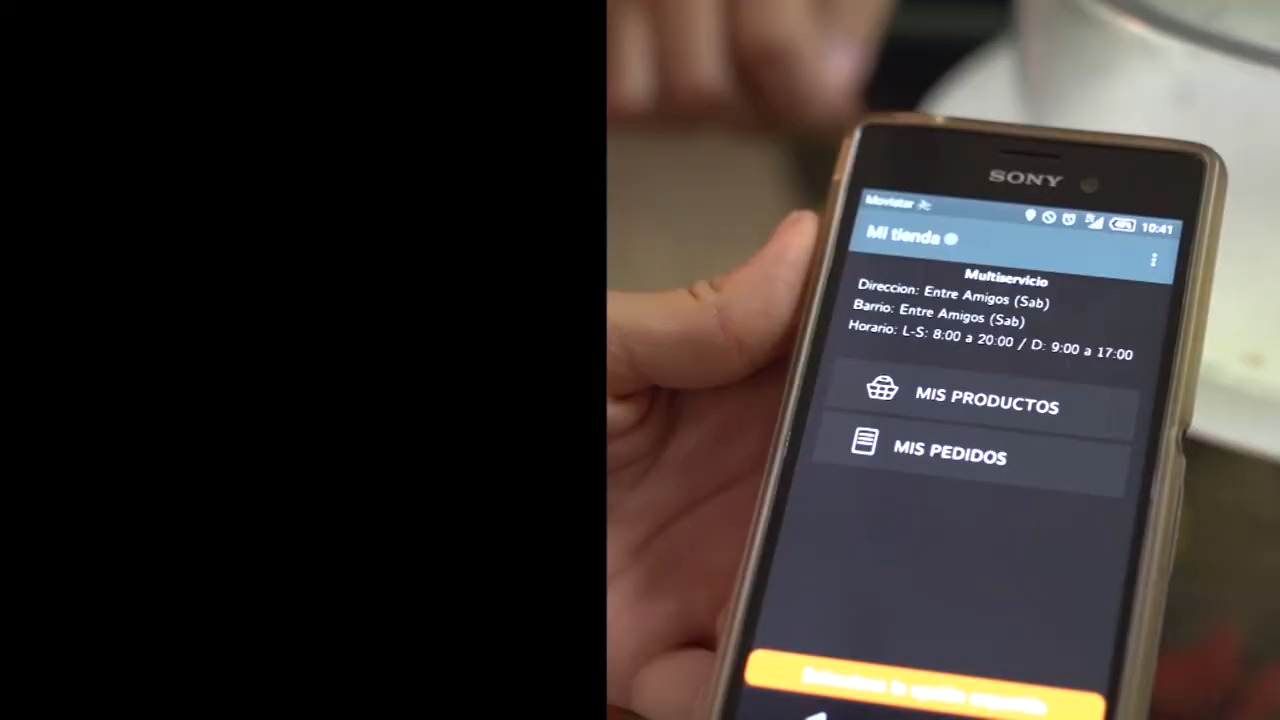 SONY
Movistar
48% 10:41
Mi tienda
Multiservicio
Direccion: Entre Amigos (Sab)
Barrio: Entre Amigos (Sab)
Horario: L-S: 8:00 a 20:00 / D: 9:00 a 17:00
MIS PRODUCTOS
MIS PEDIDOS